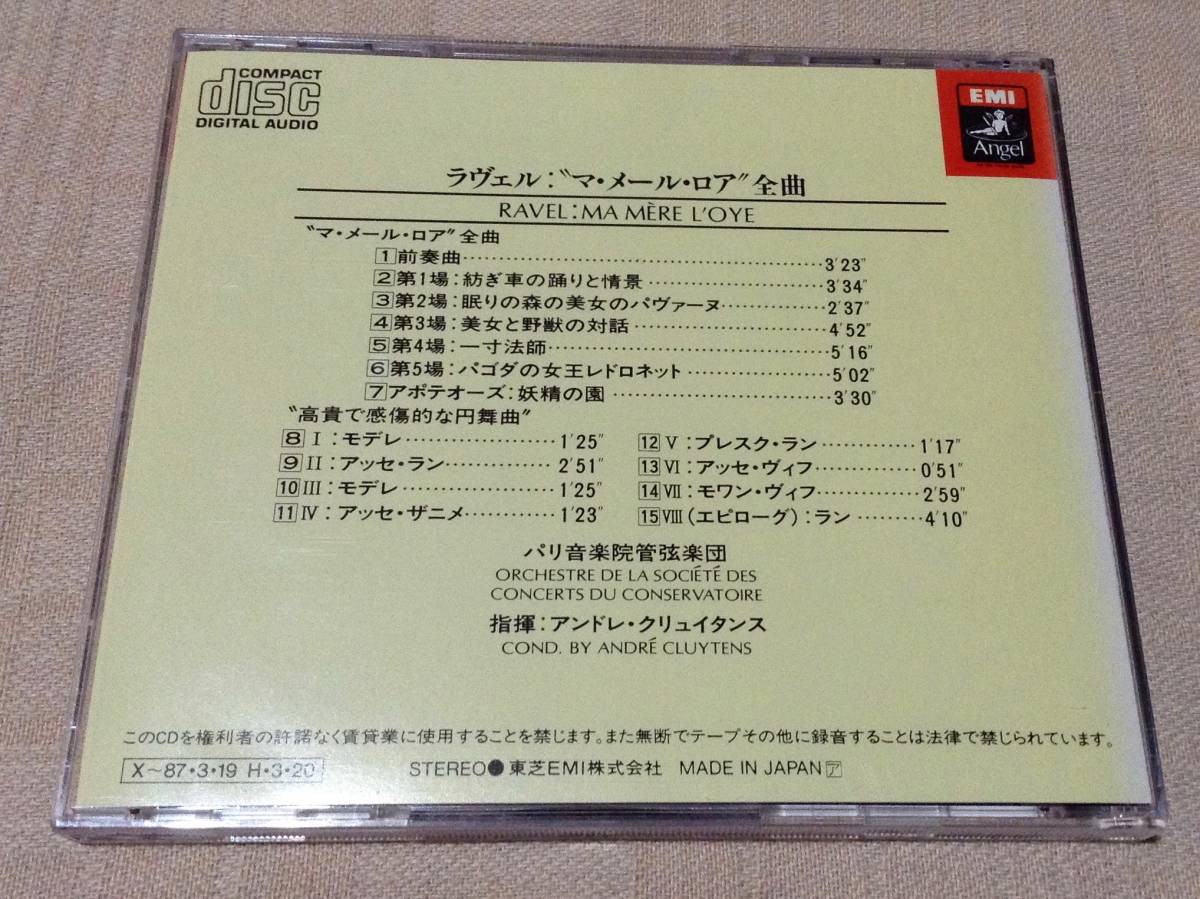 COMPACT
disc
DIGITAL AUDIO
EMI
Angel
ラヴェル:〝マ・メール・ロア〟全曲
RAVEL:MA MÈRE L'OYE
〝マ・メール・ロア〟全曲
1 前奏曲 3′23″
2 第1場:紡ぎ車の踊りと情景 3′34″
3 第2場:眠りの森の美女のパヴァーヌ 2′37″
4 第3場:美女と野獣の対話 4′52″
5 第4場:一寸法師 5′16″
6 第5場:パゴダの女王レドロネット 5′02″
7 アポテオーズ:妖精の園 3′30″
〝高貴で感傷的な円舞曲〟
8 I:モデレ 1′25″
9 II:アッセ・ラン 2′51″
10 III:モデレ 1′25″
11 IV:アッセ・ザニメ 1′23″
12 V:プレスク・ラン 1′17″
13 VI:アッセ・ヴィフ 0′51″
14 VII:モワン・ヴィフ 2′59″
15 VIII(エピローグ):ラン 4′10″
パリ音楽院管弦楽団
ORCHESTRE DE LA SOCIÉTÉ DES
CONCERTS DU CONSERVATOIRE
指揮:アンドレ・クリュイタンス
COND. BY ANDRÉ CLUYTENS
このCDを権利者の許諾なく賃貸業に使用することを禁じます。また無断でテープその他に録音することは法律で禁じられています。
X~87・3・19 H・3・20 STEREO 東芝EMI株式会社 MADE IN JAPAN ア